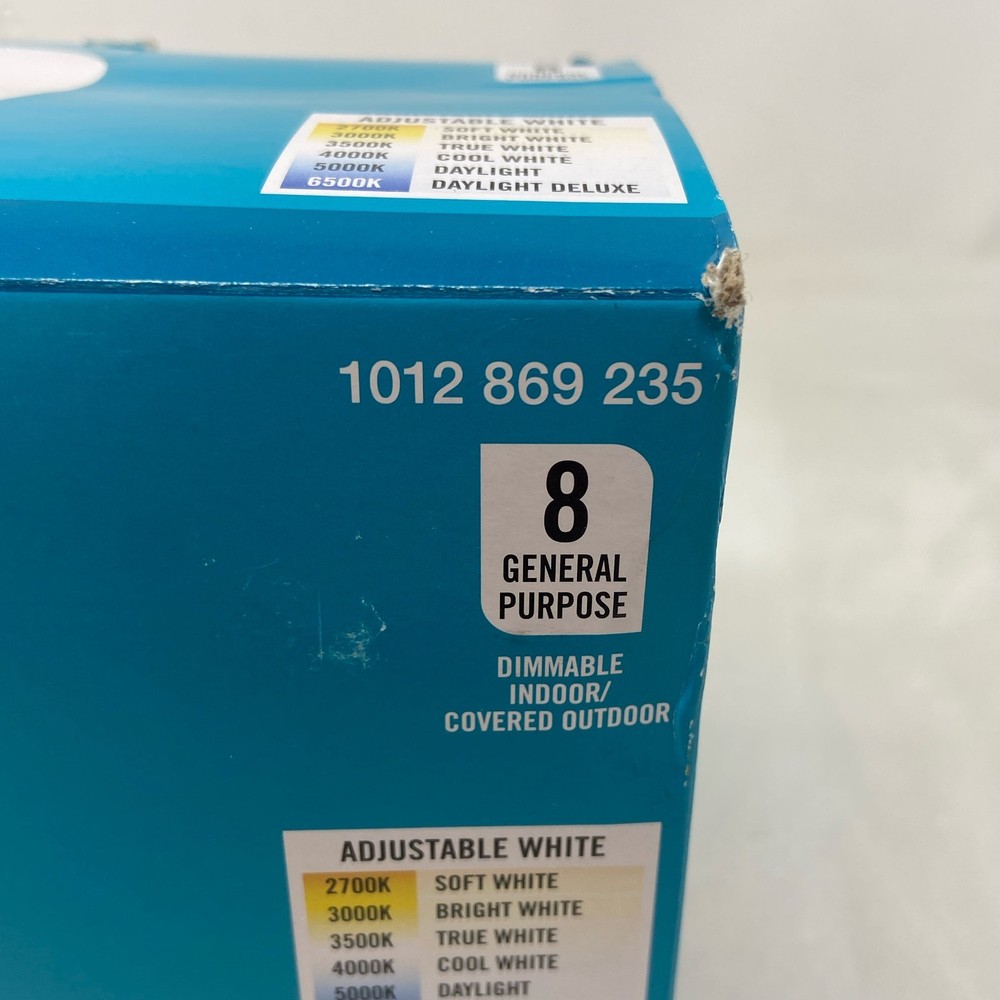 ADJUSTABLE WHITE
2700K SOFT WHITE
3000K BRIGHT WHITE
3500K TRUE WHITE
4000K COOL WHITE
5000K DAYLIGHT
6500K DAYLIGHT DELUXE
1012 869 235
8
GENERAL
PURPOSE
DIMMABLE
INDOOR/
COVERED OUTDOOR
ADJUSTABLE WHITE
2700K SOFT WHITE
3000K BRIGHT WHITE
3500K TRUE WHITE
4000K COOL WHITE
5000K DAYLIGHT